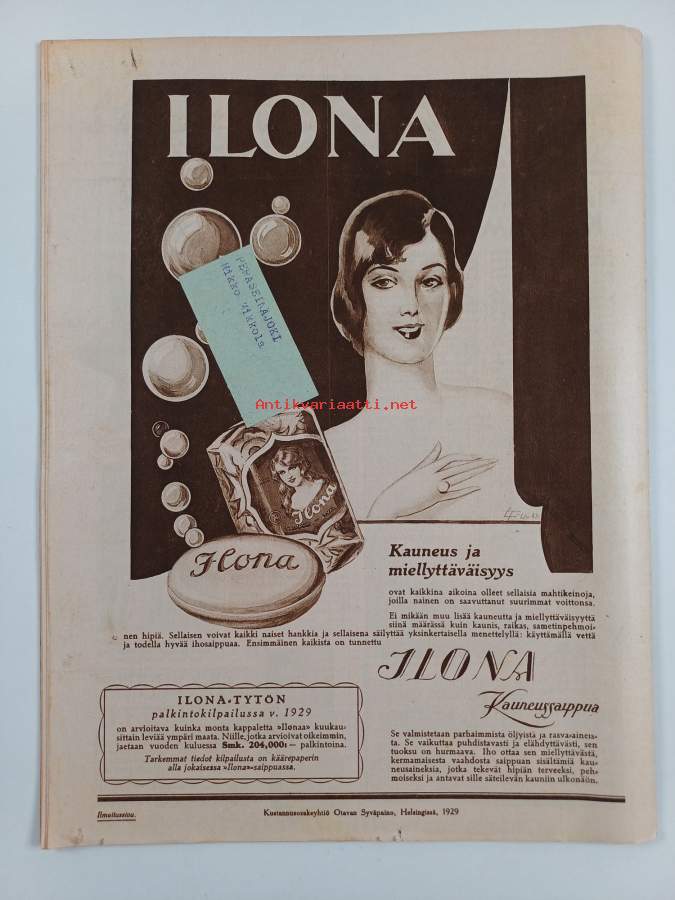 ILONA
PERÄSEINÄJOKI
Mikko Mikkola
Antikvariaatti.net
Ilona
Ilona
Kauneus ja
miellyttäväisyys
ovat kaikkina aikoina olleet sellaisia mahtikeinoja,
joilla nainen on saavuttanut suurimmat voittonsa.
Ei mikään muu lisää kauneutta ja miellyttäväisyyttä
siinä määrässä kuin kaunis, raikas, sametinpehmoi-
nen hipiä. Sellaisen voivat kaikki naiset hankkia ja sellaisena säilyttää yksinkertaisella menettelyllä: käyttämällä vettä
ja todella hyvää ihosaippuaa. Ensimmäinen kaikista on tunnettu
ILONA
Kauneussaippua
ILONA-TYTÖN
palkintokilpailussa v. 1929
on arvioitava kuinka monta kappaletta »Ilonaa» kuukau-
sittain leviää ympäri maata. Niille, jotka arvioivat oikeimmin,
jaetaan vuoden kuluessa Smk. 204,000:— palkintoina.
Tarkemmat tiedot kilpailusta on käärepaperin
alla jokaisessa »Ilona»-saippuassa.
Se valmistetaan parhaimmista öljyistä ja rasva-aineis-
ta. Se vaikuttaa puhdistavasti ja elähdyttävästi, sen
tuoksu on hurmaava. Iho ottaa sen miellyttävästä,
kermamaisesta vaahdosta saippuan sisältämiä kau-
neusaineksia, jotka tekevät hipiän terveeksi, peh-
moiseksi ja antavat sille säteilevän kauniin ulkonäön.
Ilmoitussivu.
Kustannusosakeyhtiö Otavan Syväpaino, Helsingissä, 1929